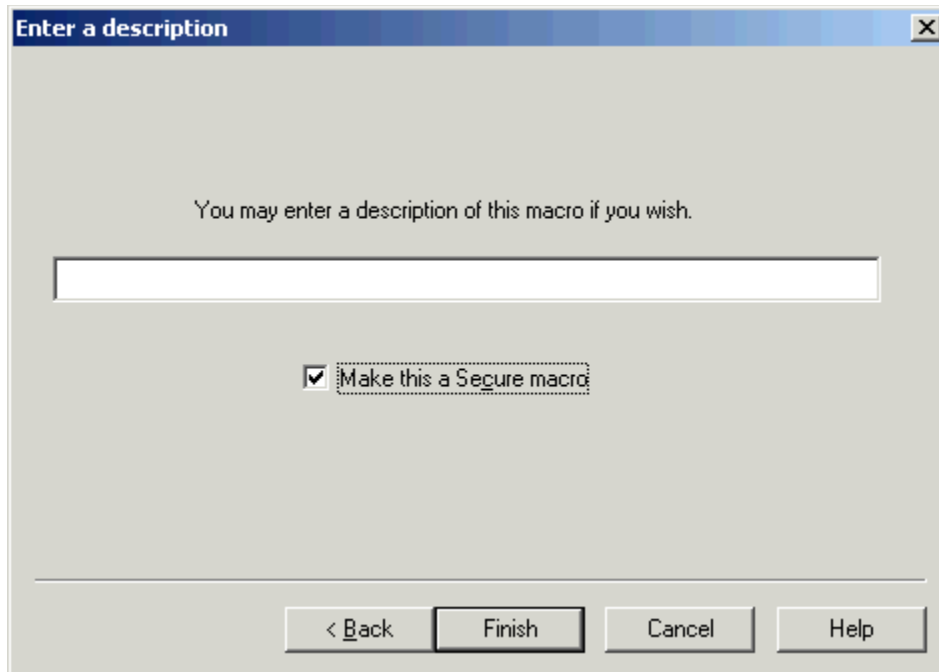 Enter a description
You may enter a description of this macro if you wish.
Make this a Secure macro
< Back Finish Cancel Help